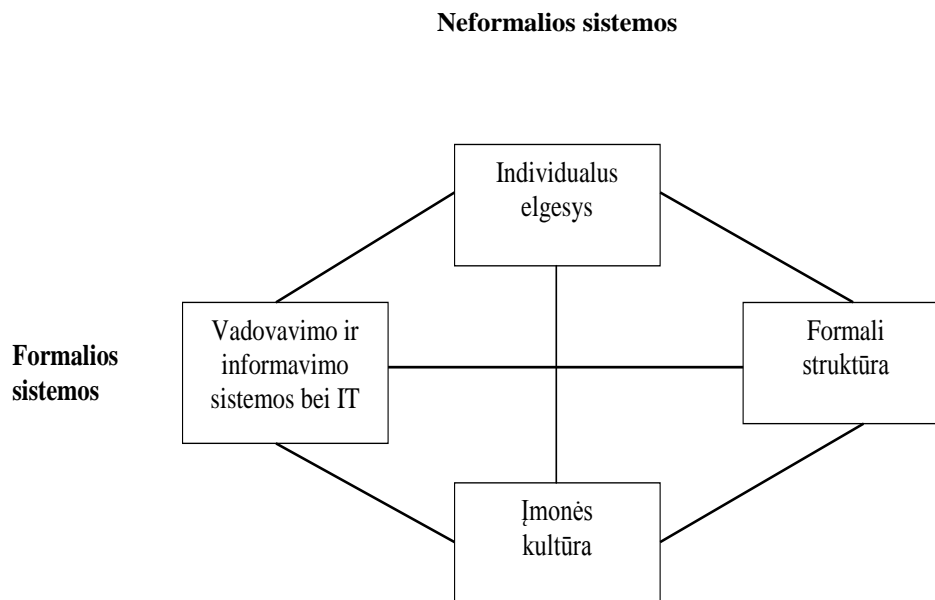 Neformalios sistemos
Individualus
elgesys
Formalios
sistemos
Vadovavimo ir
informavimo
sistemos bei IT
Formali
struktūra
Įmonės
kultūra